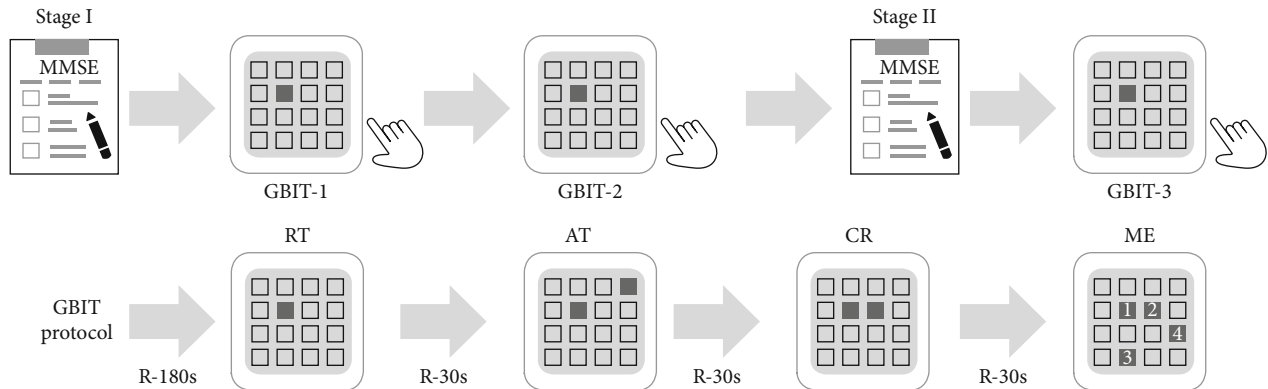 Stage I
Stage II
MMSE
MMSE
GBIT-1
GBIT-2
GBIT-3
RT
AT
CR
ME
GBIT
protocol
1 2
4
3
R-180s
R-30s
R-30s
R-30s